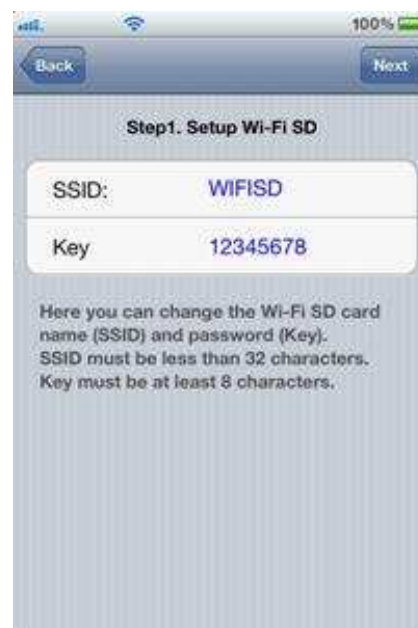 100%
Back
Next
Step1. Setup Wi-Fi SD
SSID: WIFISD
Key 12345678
Here you can change the Wi-Fi SD card
name (SSID) and password (Key).
SSID must be less than 32 characters.
Key must be at least 8 characters.